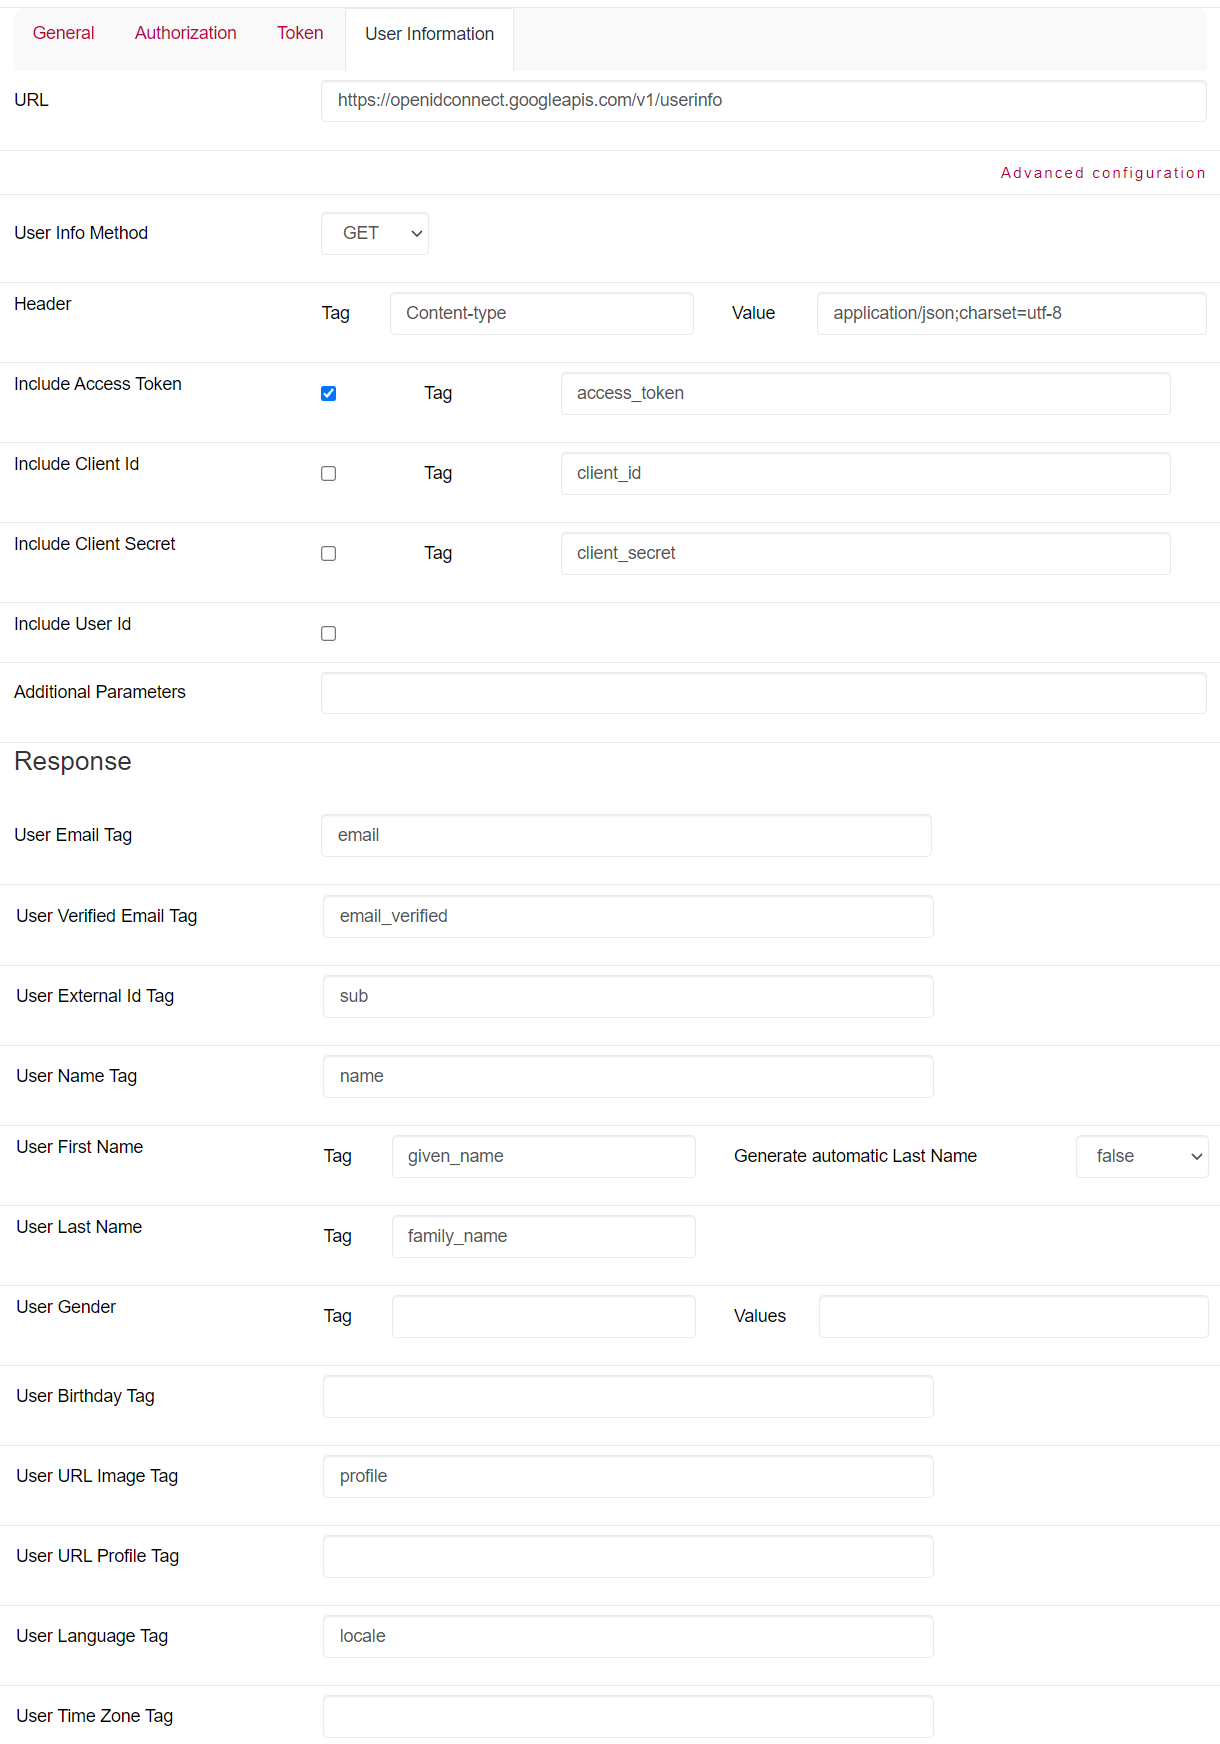 General Authorization Token User Information
URL https://openidconnect.googleapis.com/v1/userinfo
Advanced configuration
User Info Method GET
Header Tag Content-type Value application/json;charset=utf-8
Include Access Token Tag access_token
Include Client Id Tag client_id
Include Client Secret Tag client_secret
Include User Id
Additional Parameters
Response
User Email Tag email
User Verified Email Tag email_verified
User External Id Tag sub
User Name Tag name
User First Name Tag given_name Generate automatic Last Name false
User Last Name Tag family_name
User Gender Tag Values
User Birthday Tag
User URL Image Tag profile
User URL Profile Tag
User Language Tag locale
User Time Zone Tag